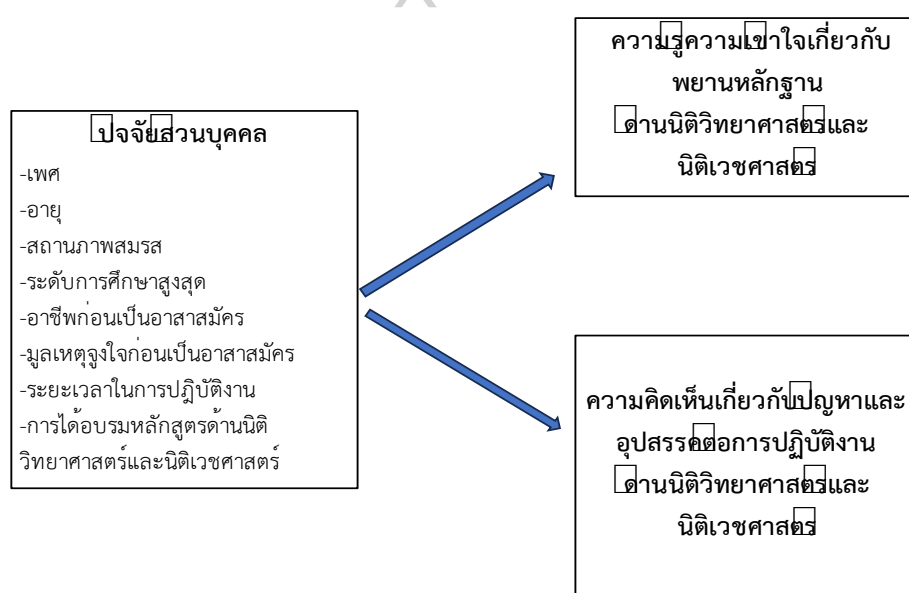 ความรู้ความเข้าใจเกี่ยวกับ
พยานหลักฐาน
ด้านนิติวิทยาศาสตร์และ
นิติเวชศาสตร์
ปัจจัยส่วนบุคคล
-เพศ
-อายุ
-สถานภาพสมรส
-ระดับการศึกษาสูงสุด
-อาชีพก่อนเป็นอาสาสมัคร
-มูลเหตุจูงใจก่อนเป็นอาสาสมัคร
-ระยะเวลาในการปฏิบัติงาน
-การได้อบรมหลักสูตรด้านนิติ
วิทยาศาสตร์และนิติเวชศาสตร์
ความคิดเห็นเกี่ยวกับปัญหาและ
อุปสรรคต่อการปฏิบัติงาน
ด้านนิติวิทยาศาสตร์และ
นิติเวชศาสตร์